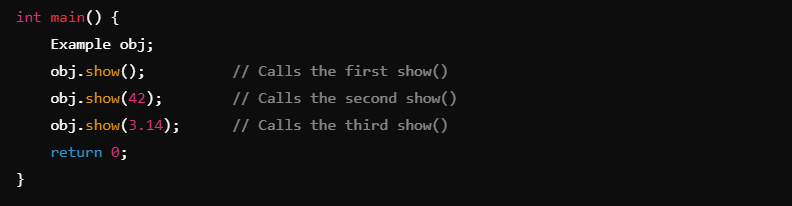 int main() {
    Example obj;
    obj.show();          // Calls the first show()
    obj.show(42);        // Calls the second show()
    obj.show(3.14);      // Calls the third show()
    return 0;
}